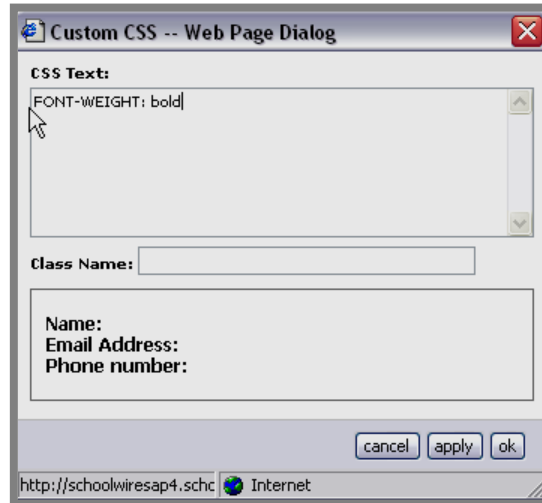 Custom CSS -- Web Page Dialog
CSS Text:
FONT-WEIGHT: bold
Class Name:
Name:
Email Address:
Phone number:
cancel apply ok
http://schoolwiresap4.schc Internet